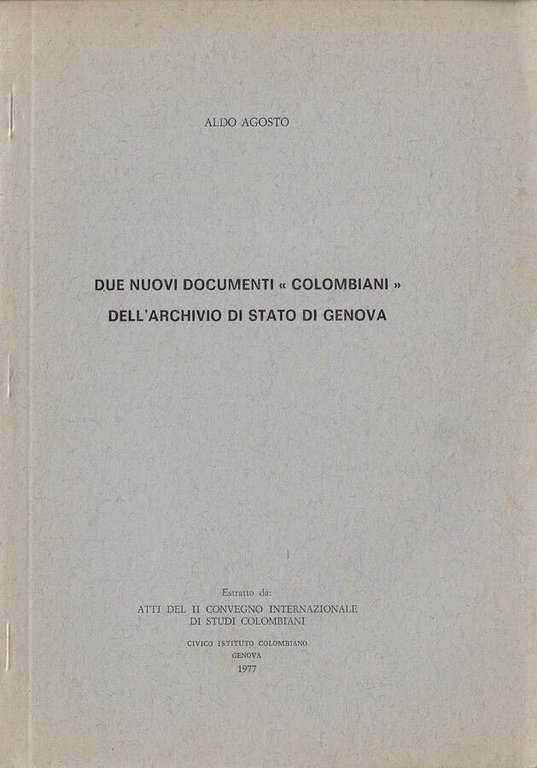 ALDO AGOSTO
DUE NUOVI DOCUMENTI « COLOMBIANI »
DELL'ARCHIVIO DI STATO DI GENOVA
Estratto da:
ATTI DEL II CONVEGNO INTERNAZIONALE
DI STUDI COLOMBIANI
CIVICO ISTITUTO COLOMBIANO
GENOVA
1977